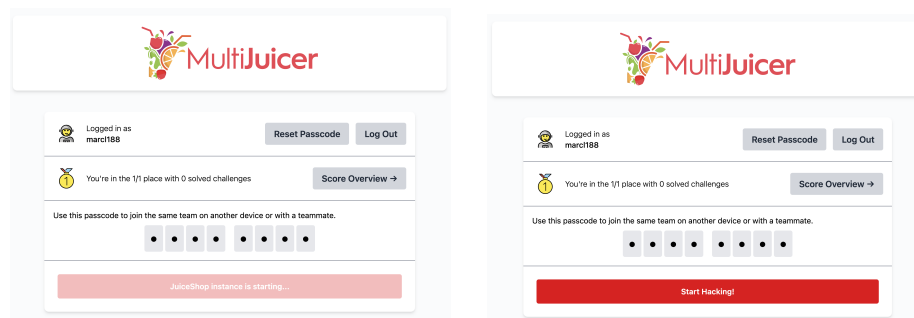 MultiJuicer
Logged in as
marcl188
Reset Passcode
Log Out
1
You're in the 1/1 place with 0 solved challenges
Score Overview →
Use this passcode to join the same team on another device or with a teammate.
• • • • • • • •
JuiceShop instance is starting...
MultiJuicer
Logged in as
marcl188
Reset Passcode
Log Out
1
You're in the 1/1 place with 0 solved challenges
Score Overview →
Use this passcode to join the same team on another device or with a teammate.
• • • • • • • •
Start Hacking!